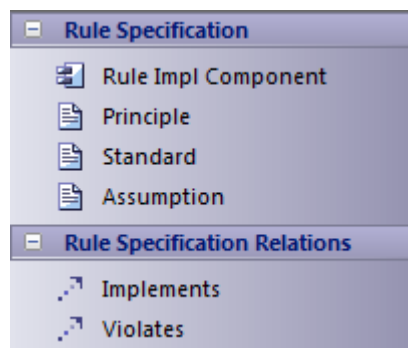 Rule Specification
Rule Impl Component
Principle
Standard
Assumption
Rule Specification Relations
Implements
Violates